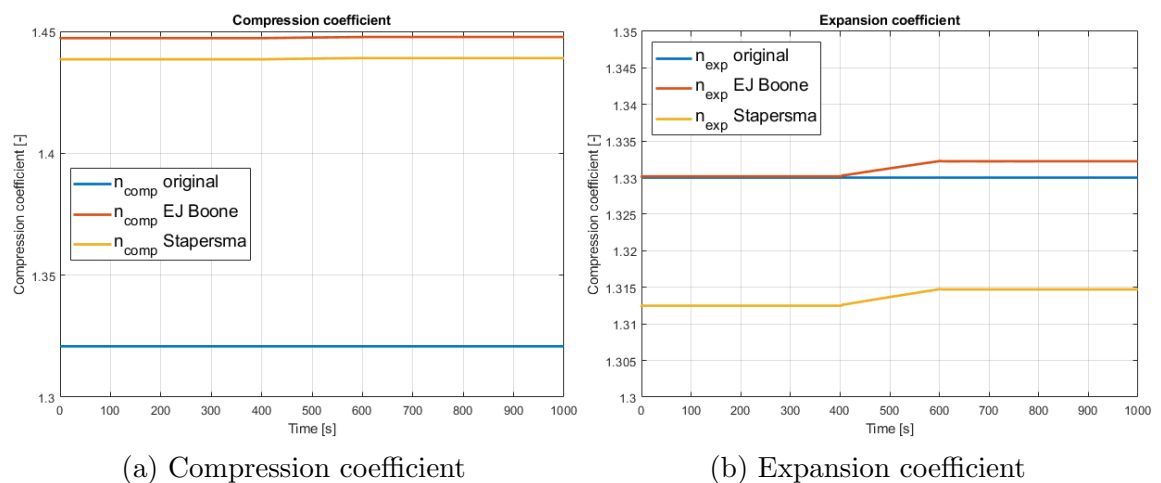 Compression coefficient
Compression coefficient [-]
1.45
1.4
1.35
1.3
n_comp original
n_comp EJ Boone
n_comp Stapersma
0 100 200 300 400 500 600 700 800 900 1000
Time [s]
(a) Compression coefficient
Expansion coefficient
Compression coefficient [-]
1.35
1.345
1.34
1.335
1.33
1.325
1.32
1.315
1.31
1.305
1.3
n_exp original
n_exp EJ Boone
n_exp Stapersma
0 100 200 300 400 500 600 700 800 900 1000
Time [s]
(b) Expansion coefficient